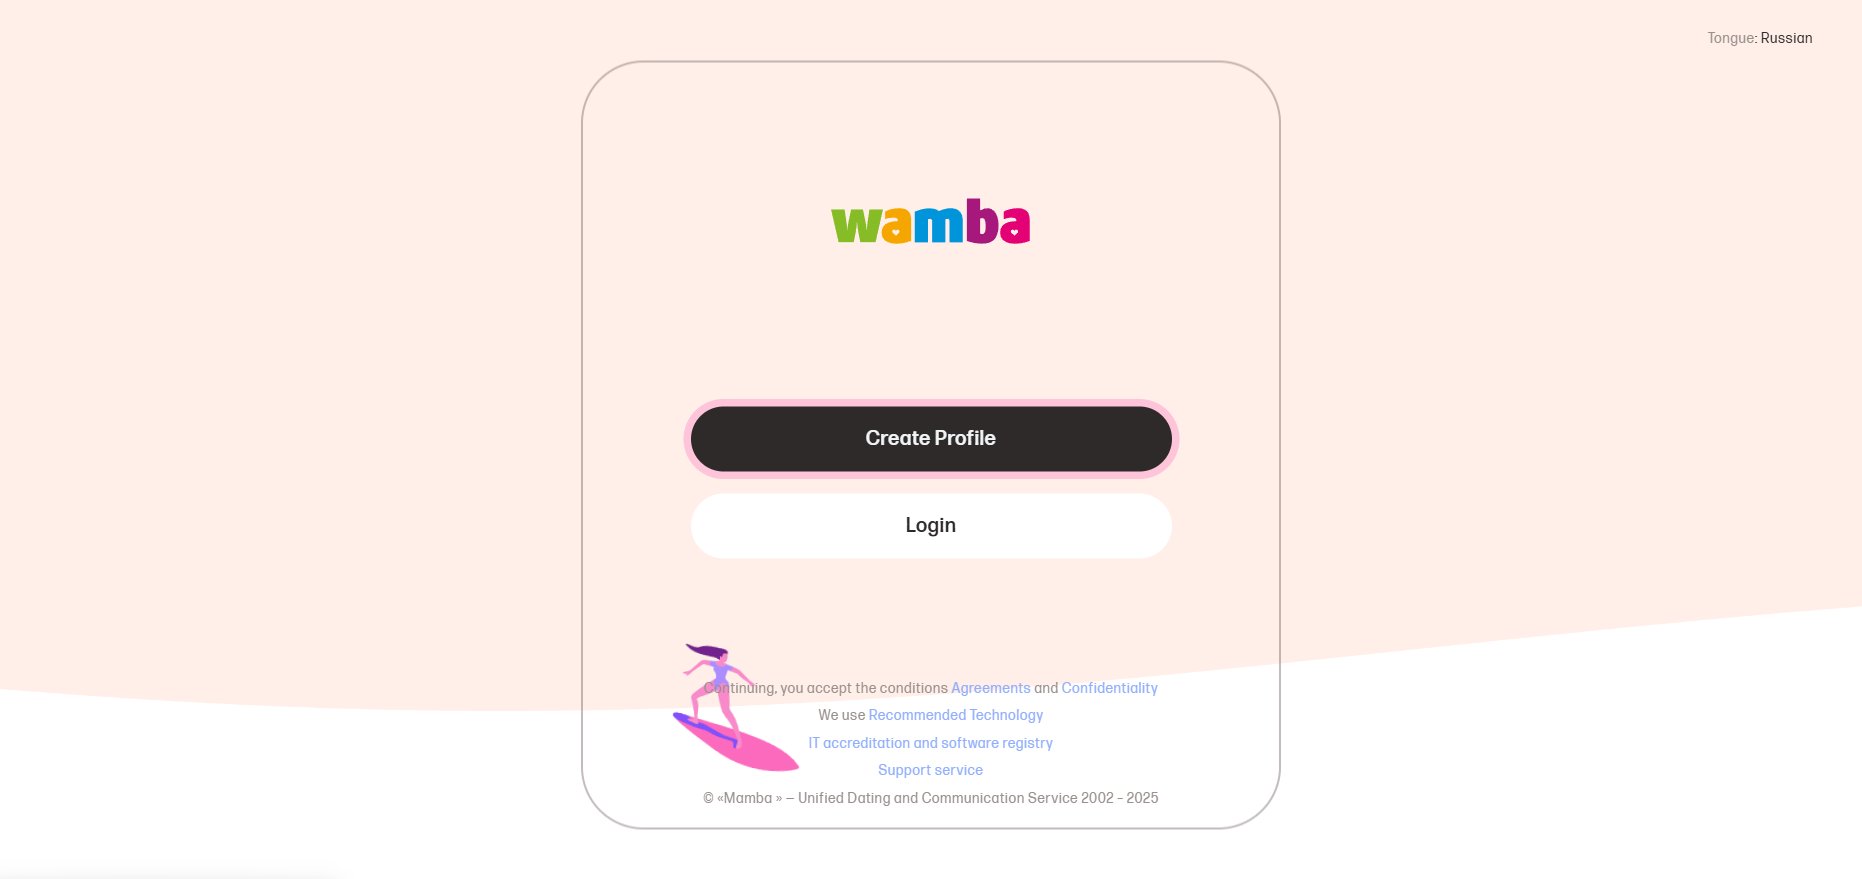 Tongue: Russian
wamba
Create Profile
Login
Continuing, you accept the conditions Agreements and Confidentiality
We use Recommended Technology
IT accreditation and software registry
Support service
© «Mamba » — Unified Dating and Communication Service 2002 - 2025